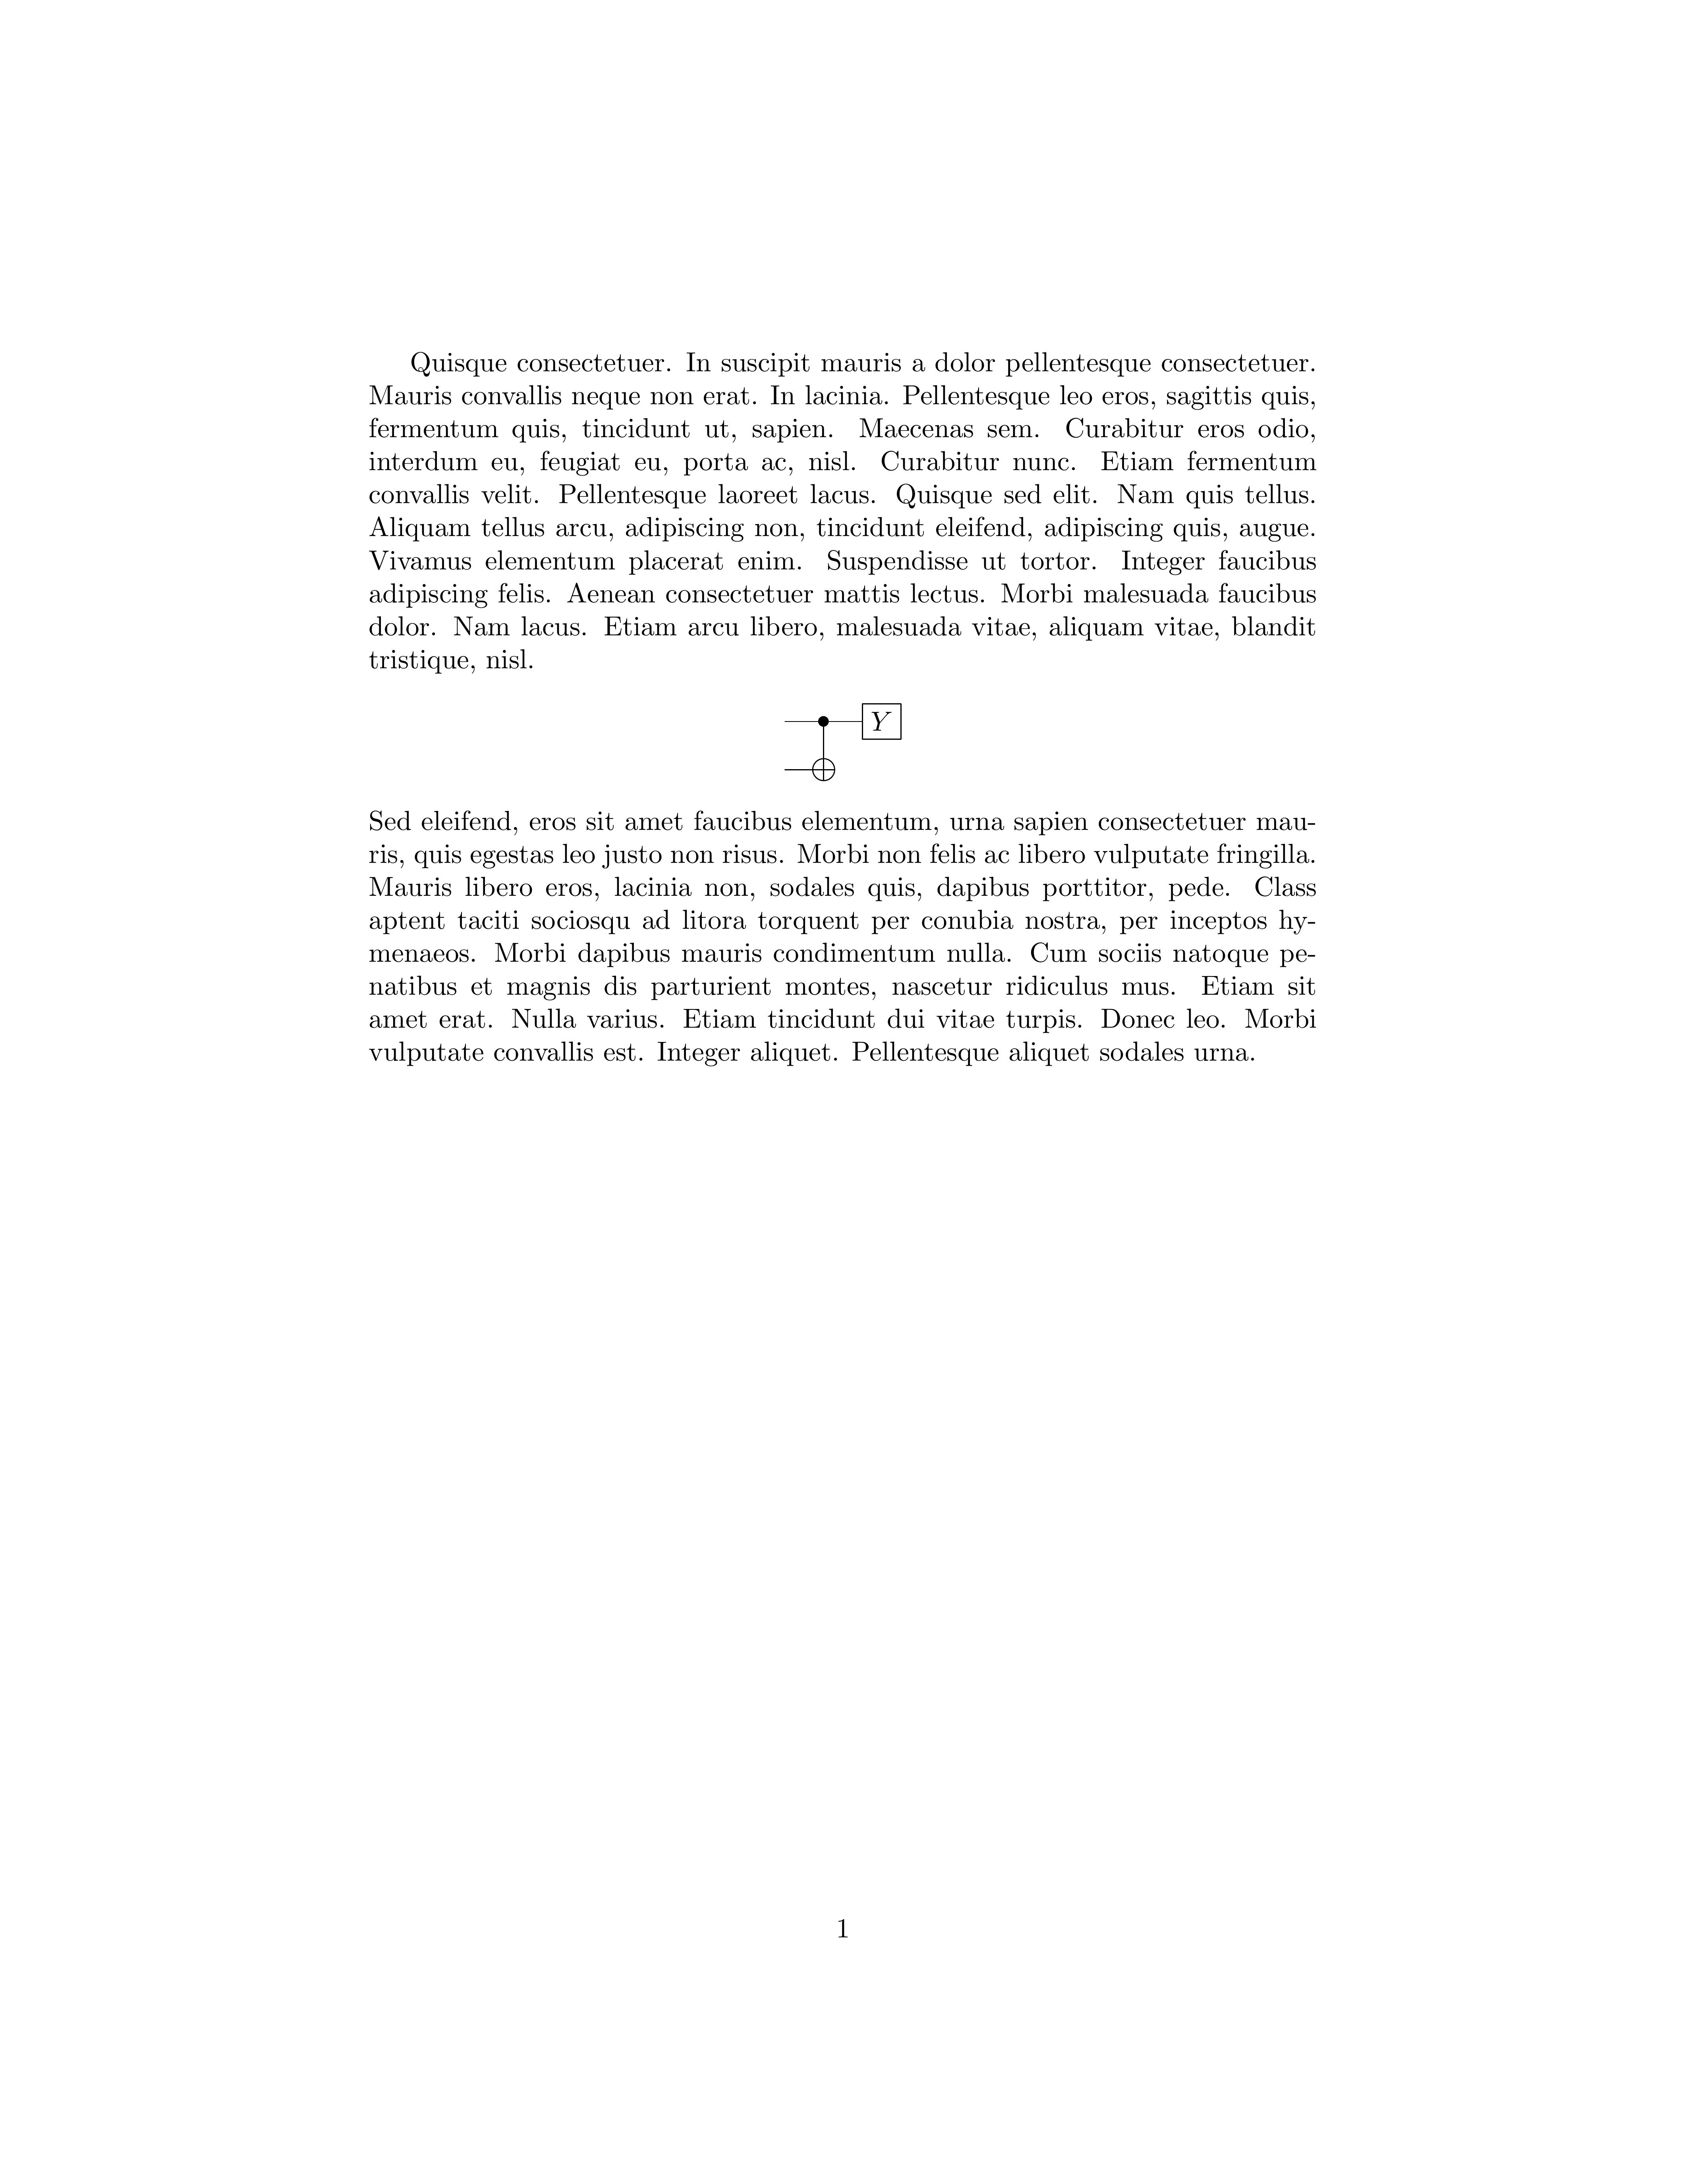 Quisque consectetuer. In suscipit mauris a dolor pellentesque consectetuer.
Mauris convallis neque non erat. In lacinia. Pellentesque leo eros, sagittis quis,
fermentum quis, tincidunt ut, sapien. Maecenas sem. Curabitur eros odio,
interdum eu, feugiat eu, porta ac, nisl. Curabitur nunc. Etiam fermentum
convallis velit. Pellentesque laoreet lacus. Quisque sed elit. Nam quis tellus.
Aliquam tellus arcu, adipiscing non, tincidunt eleifend, adipiscing quis, augue.
Vivamus elementum placerat enim. Suspendisse ut tortor. Integer faucibus
adipiscing felis. Aenean consectetuer mattis lectus. Morbi malesuada faucibus
dolor. Nam lacus. Etiam arcu libero, malesuada vitae, aliquam vitae, blandit
tristique, nisl.
Y
Sed eleifend, eros sit amet faucibus elementum, urna sapien consectetuer mau-
ris, quis egestas leo justo non risus. Morbi non felis ac libero vulputate fringilla.
Mauris libero eros, lacinia non, sodales quis, dapibus porttitor, pede. Class
aptent taciti sociosqu ad litora torquent per conubia nostra, per inceptos hy-
menaeos. Morbi dapibus mauris condimentum nulla. Cum sociis natoque pe-
natibus et magnis dis parturient montes, nascetur ridiculus mus. Etiam sit
amet erat. Nulla varius. Etiam tincidunt dui vitae turpis. Donec leo. Morbi
vulputate convallis est. Integer aliquet. Pellentesque aliquet sodales urna.
1